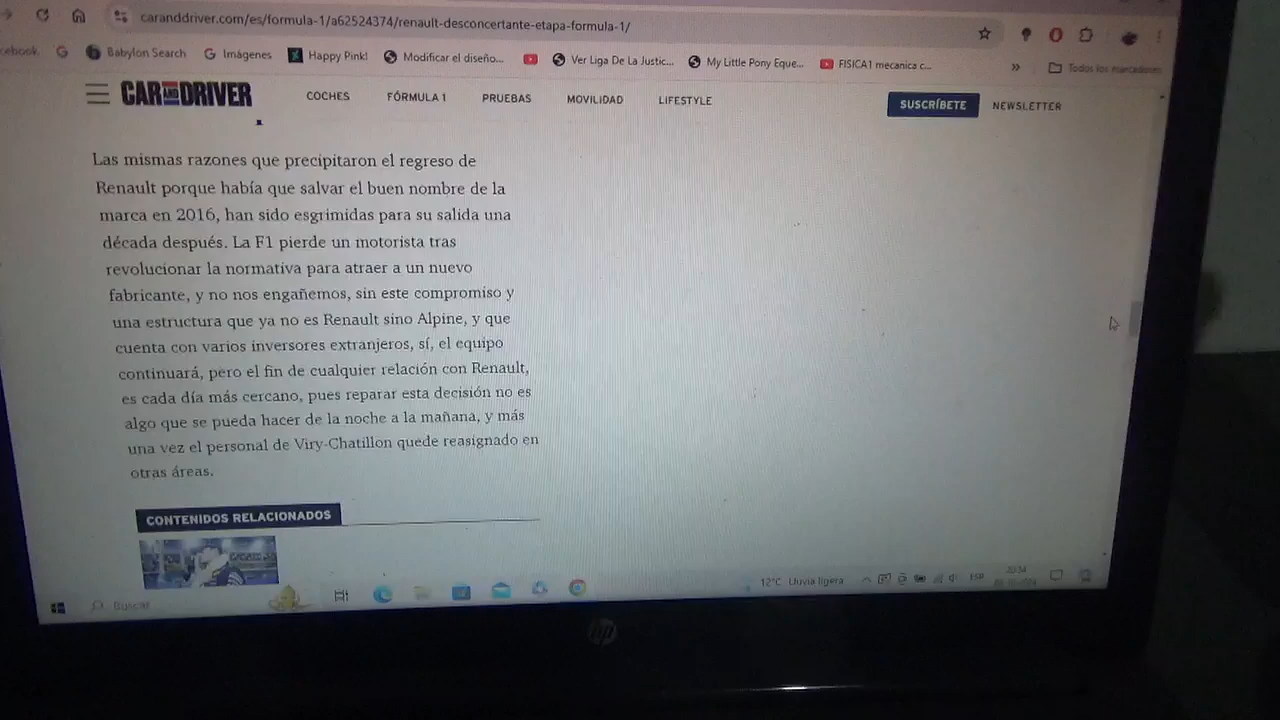 caranddriver.com/es/formula-1/a62524374/renault-desconcertante-etapa-formula-1/
cebook. Babylon Search Imágenes Happy Pink! Modificar el diseño... Ver Liga De La Justic... My Little Pony Eque... FISICA1 mecanica c... » Todos los marcadores
CAR AND DRIVER COCHES FÓRMULA 1 PRUEBAS MOVILIDAD LIFESTYLE SUSCRÍBETE NEWSLETTER
Las mismas razones que precipitaron el regreso de
Renault porque había que salvar el buen nombre de la
marca en 2016, han sido esgrimidas para su salida una
década después. La F1 pierde un motorista tras
revolucionar la normativa para atraer a un nuevo
fabricante, y no nos engañemos, sin este compromiso y
una estructura que ya no es Renault sino Alpine, y que
cuenta con varios inversores extranjeros, sí, el equipo
continuará, pero el fin de cualquier relación con Renault,
es cada día más cercano, pues reparar esta decisión no es
algo que se pueda hacer de la noche a la mañana, y más
una vez el personal de Viry-Chatillon quede reasignado en
otras áreas.
CONTENIDOS RELACIONADOS
Buscar 12°C Lluvia ligera ESP
hp